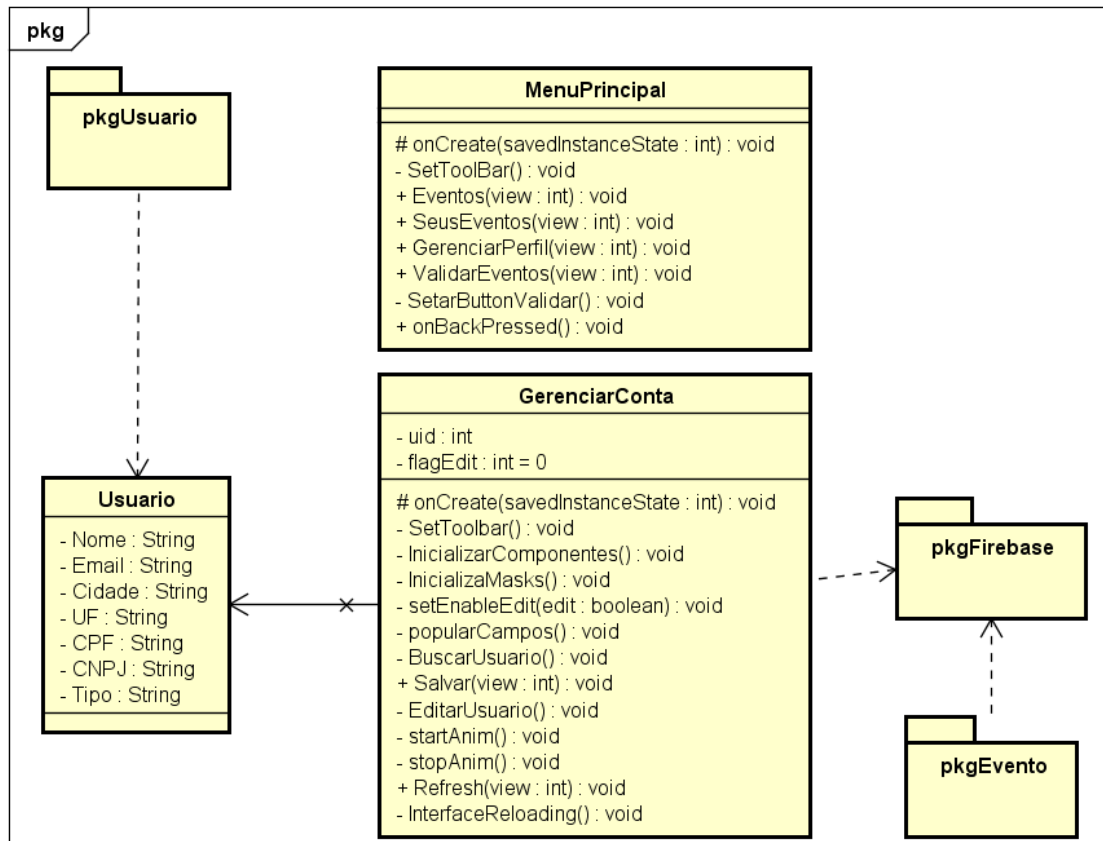 pkg
pkgUsuario
MenuPrincipal
# onCreate(savedInstanceState : int) : void
- SetToolBar() : void
+ Eventos(view : int) : void
+ SeusEventos(view : int) : void
+ GerenciarPerfil(view : int) : void
+ ValidarEventos(view : int) : void
- SetarButtonValidar() : void
+ onBackPressed() : void
GerenciarConta
- uid : int
- flagEdit : int = 0
# onCreate(savedInstanceState : int) : void
- SetToolbar() : void
- InicializarComponentes() : void
- InicializaMasks() : void
- setEnableEdit(edit : boolean) : void
- popularCampos() : void
- BuscarUsuario() : void
+ Salvar(view : int) : void
- EditarUsuario() : void
- startAnim() : void
- stopAnim() : void
+ Refresh(view : int) : void
- InterfaceReloading() : void
Usuario
- Nome : String
- Email : String
- Cidade : String
- UF : String
- CPF : String
- CNPJ : String
- Tipo : String
pkgFirebase
pkgEvento